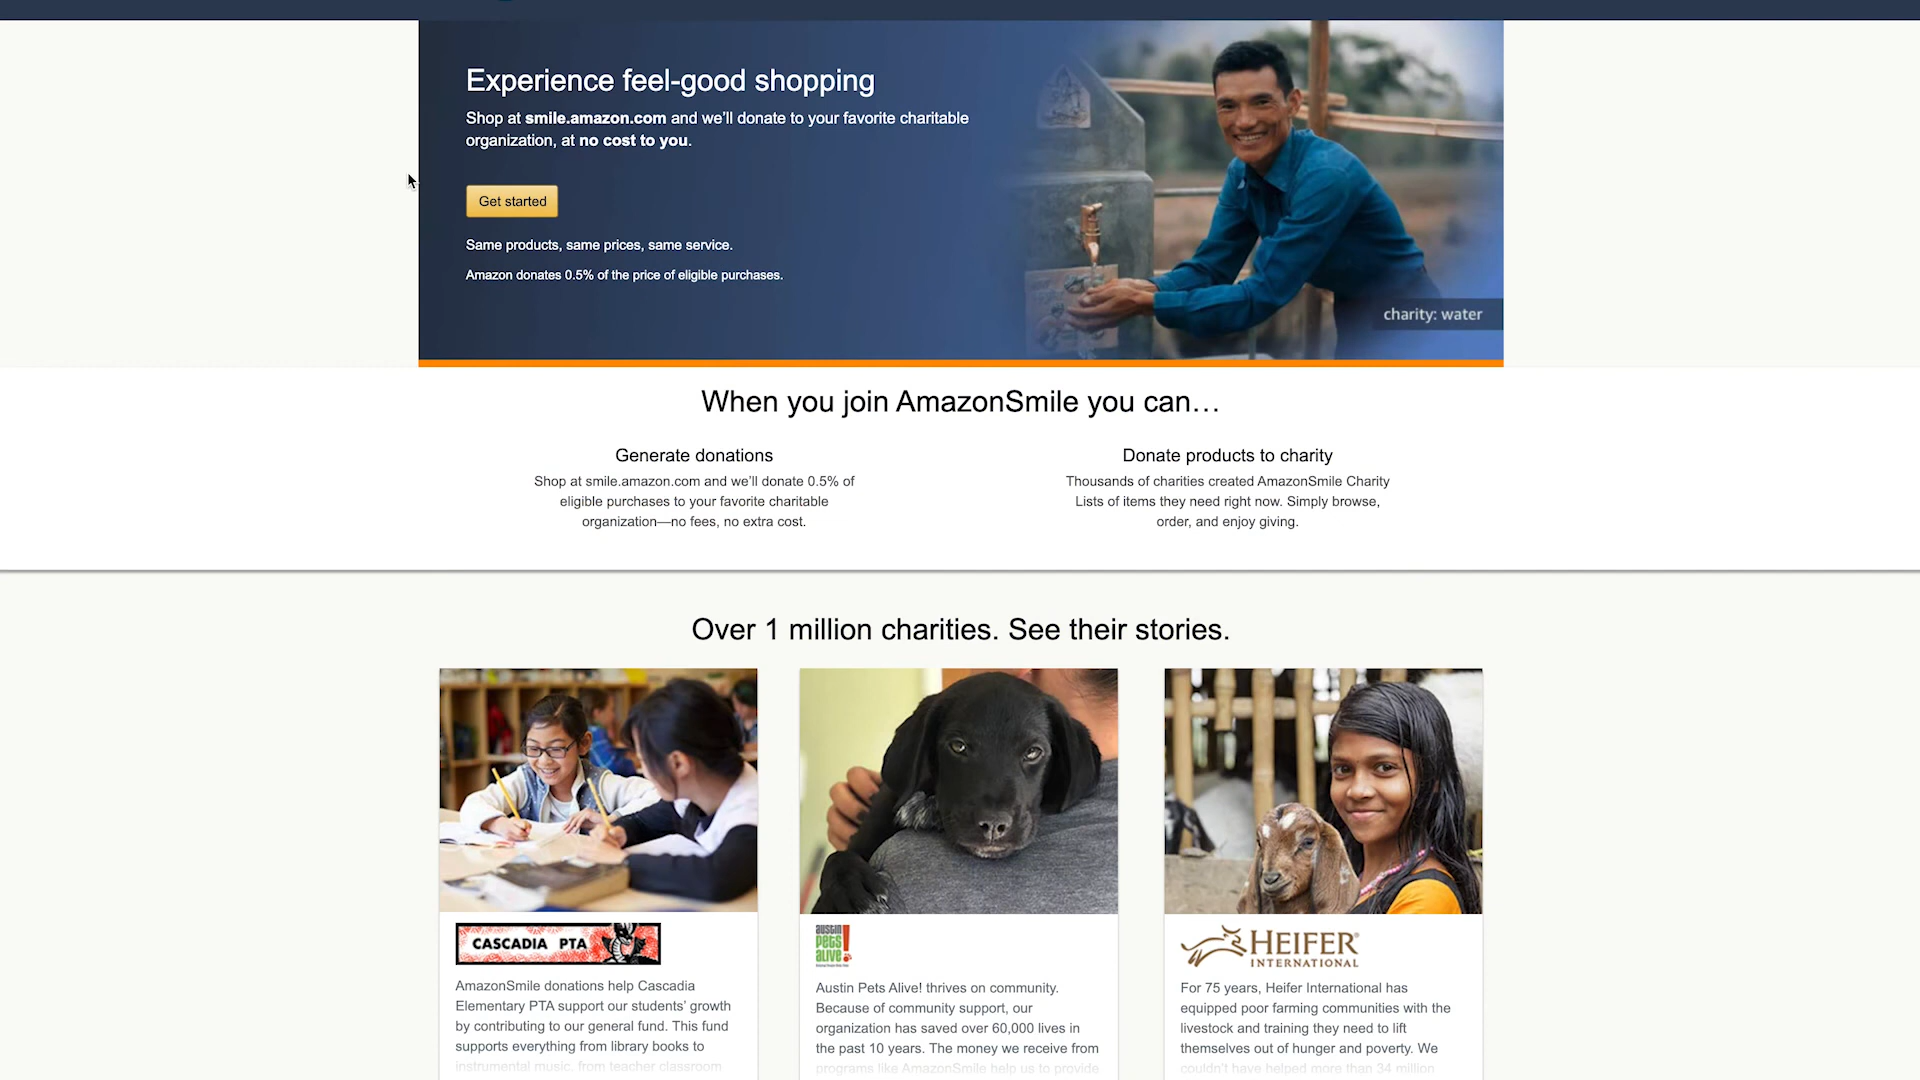 Experience feel-good shopping
Shop at smile.amazon.com and we’ll donate to your favorite charitable
organization, at no cost to you.
Get started
Same products, same prices, same service.
Amazon donates 0.5% of the price of eligible purchases.
charity: water
When you join AmazonSmile you can…
Generate donations
Shop at smile.amazon.com and we’ll donate 0.5% of
eligible purchases to your favorite charitable
organization—no fees, no extra cost.
Donate products to charity
Thousands of charities created AmazonSmile Charity
Lists of items they need right now. Simply browse,
order, and enjoy giving.
Over 1 million charities. See their stories.
CASCADIA PTA
AmazonSmile donations help Cascadia
Elementary PTA support our students’ growth
by contributing to our general fund. This fund
supports everything from library books to
instrumental music, from teacher classroom
austin
pets
alive!
Austin Pets Alive! thrives on community.
Because of community support, our
organization has saved over 60,000 lives in
the past 10 years. The money we receive from
programs like AmazonSmile help us to provide
HEIFER
INTERNATIONAL
For 75 years, Heifer International has
equipped poor farming communities with the
livestock and training they need to lift
themselves out of hunger and poverty. We
couldn’t have helped more than 34 million